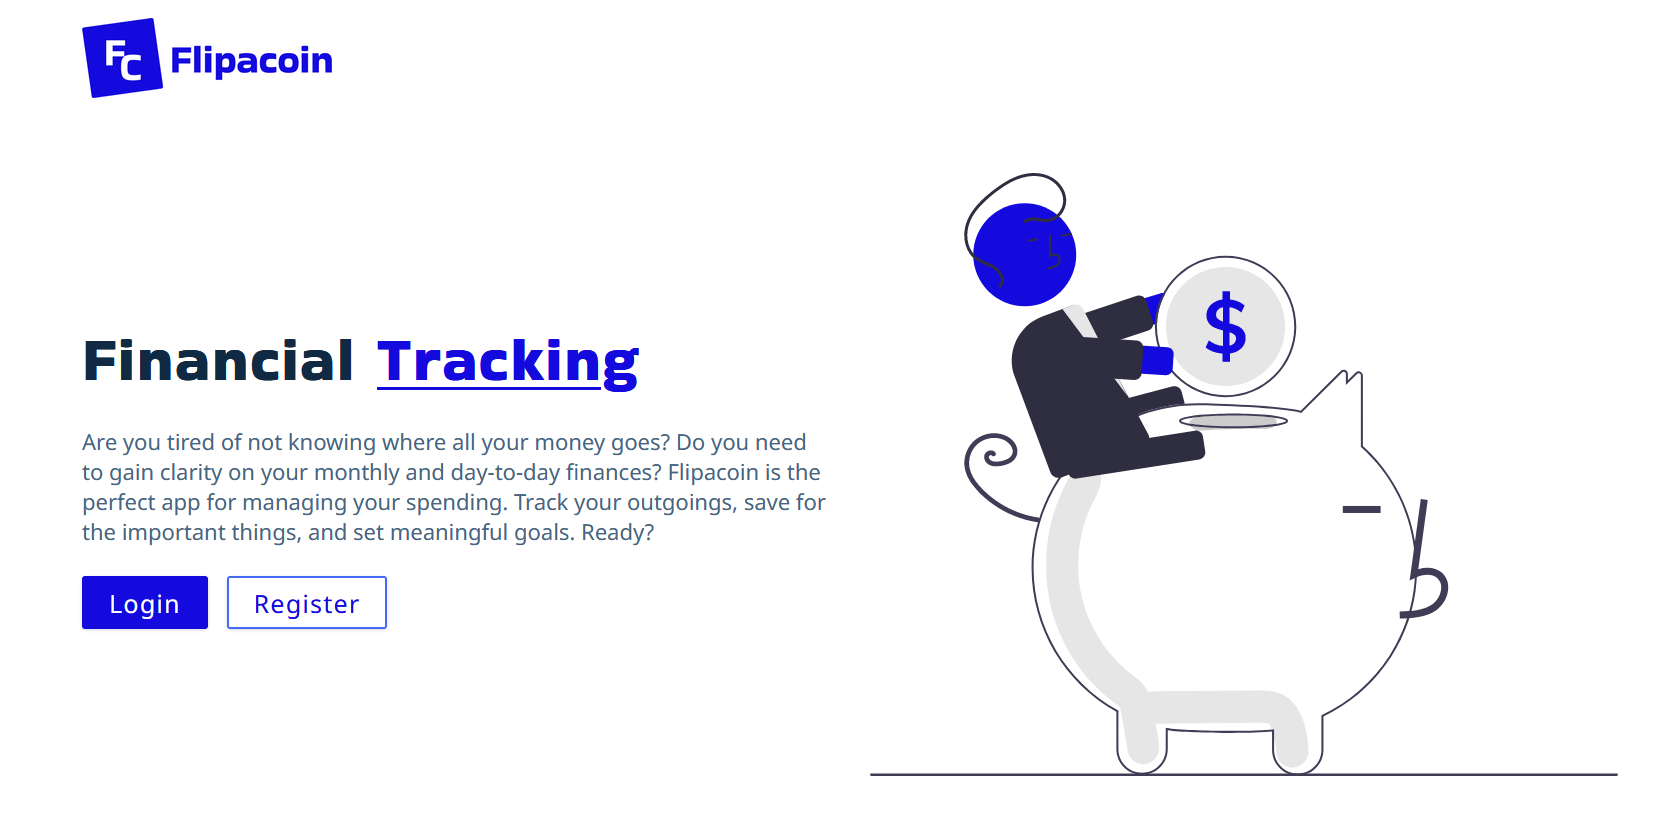 FC Flipacoin
Financial Tracking
Are you tired of not knowing where all your money goes? Do you need
to gain clarity on your monthly and day-to-day finances? Flipacoin is the
perfect app for managing your spending. Track your outgoings, save for
the important things, and set meaningful goals. Ready?
Login Register
$